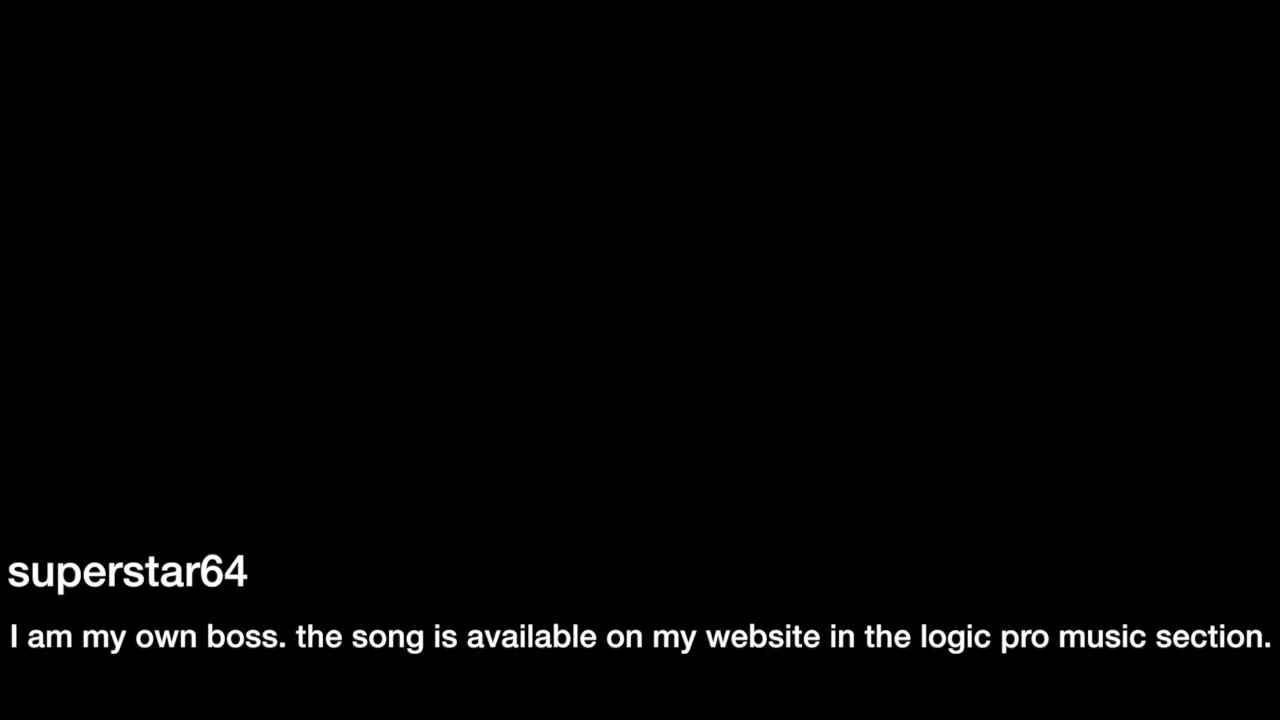 superstar64
I am my own boss. the song is available on my website in the logic pro music section.